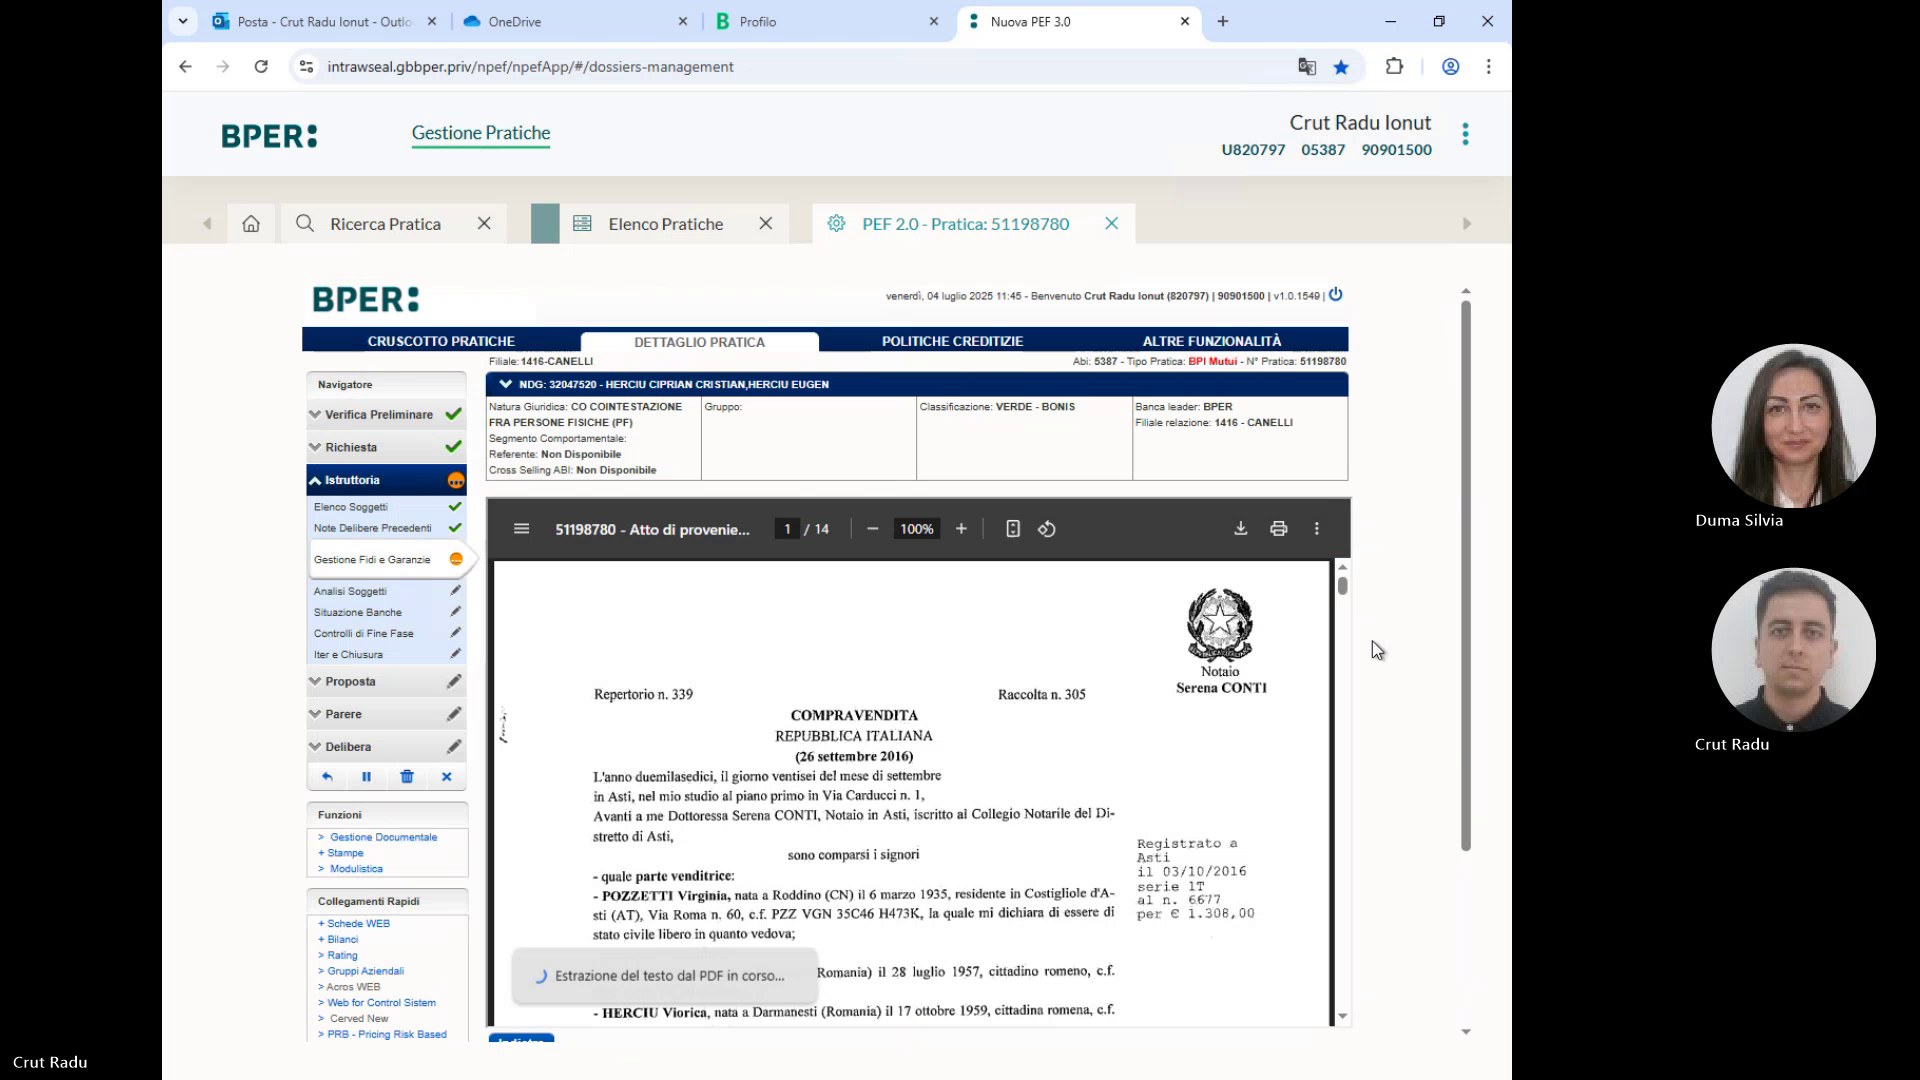 Posta - Crut Radu Ionut - Outlo
OneDrive
Profilo
Nuova PEF 3.0
intrawseal.gbbper.priv/npef/npefApp/#/dossiers-management
BPER:
Gestione Pratiche
Crut Radu Ionut
U820797 05387 90901500
Ricerca Pratica
Elenco Pratiche
PEF 2.0 - Pratica: 51198780
BPER:
venerdì, 04 luglio 2025 11:45 - Benvenuto Crut Radu Ionut (820797) | 90901500 | v1.0.1549 |
CRUSCOTTO PRATICHE
DETTAGLIO PRATICA
POLITICHE CREDITIZIE
ALTRE FUNZIONALITÀ
Filiale: 1416-CANELLI
Abi: 5387 - Tipo Pratica: BPI Mutui - N° Pratica: 51198780
NDG: 32047520 - HERCIU CIPRIAN CRISTIAN,HERCIU EUGEN
Natura Giuridica: CO COINTESTAZIONE
FRA PERSONE FISICHE (PF)
Segmento Comportamentale:
Referente: Non Disponibile
Cross Selling ABI: Non Disponibile
Gruppo:
Classificazione: VERDE - BONIS
Banca leader: BPER
Filiale relazione: 1416 - CANELLI
Navigatore
Verifica Preliminare
Richiesta
Istruttoria
Elenco Soggetti
Note Delibere Precedenti
Gestione Fidi e Garanzie
Analisi Soggetti
Situazione Banche
Controlli di Fine Fase
Iter e Chiusura
Proposta
Parere
Delibera
Funzioni
> Gestione Documentale
+ Stampe
> Modulistica
Collegamenti Rapidi
+ Schede WEB
+ Bilanci
> Rating
> Gruppi Aziendali
> Acros WEB
> Web for Control Sistem
> Cerved New
> PRB - Pricing Risk Based
51198780 - Atto di provenie...
1 / 14
100%
Notaio
Serena CONTI
Repertorio n. 339
Raccolta n. 305
COMPRAVENDITA
REPUBBLICA ITALIANA
(26 settembre 2016)
L'anno duemilasedici, il giorno ventisei del mese di settembre
in Asti, nel mio studio al piano primo in Via Carducci n. 1,
Avanti a me Dottoressa Serena CONTI, Notaio in Asti, iscritto al Collegio Notarile del Di-
stretto di Asti,
sono comparsi i signori
- quale parte venditrice:
- POZZETTI Virginia, nata a Roddino (CN) il 6 marzo 1935, residente in Costigliole d'A-
sti (AT), Via Roma n. 60, c.f. PZZ VGN 35C46 H473K, la quale mi dichiara di essere di
stato civile libero in quanto vedova;
Registrato a
Asti
il 03/10/2016
serie 1T
al n. 6677
per € 1.308,00
Estrazione del testo dal PDF in corso...
Romania) il 28 luglio 1957, cittadino romeno, c.f.
- HERCIU Viorica, nata a Darmanesti (Romania) il 17 ottobre 1959, cittadina romena, c.f.
Indietro
Duma Silvia
Crut Radu
Crut Radu